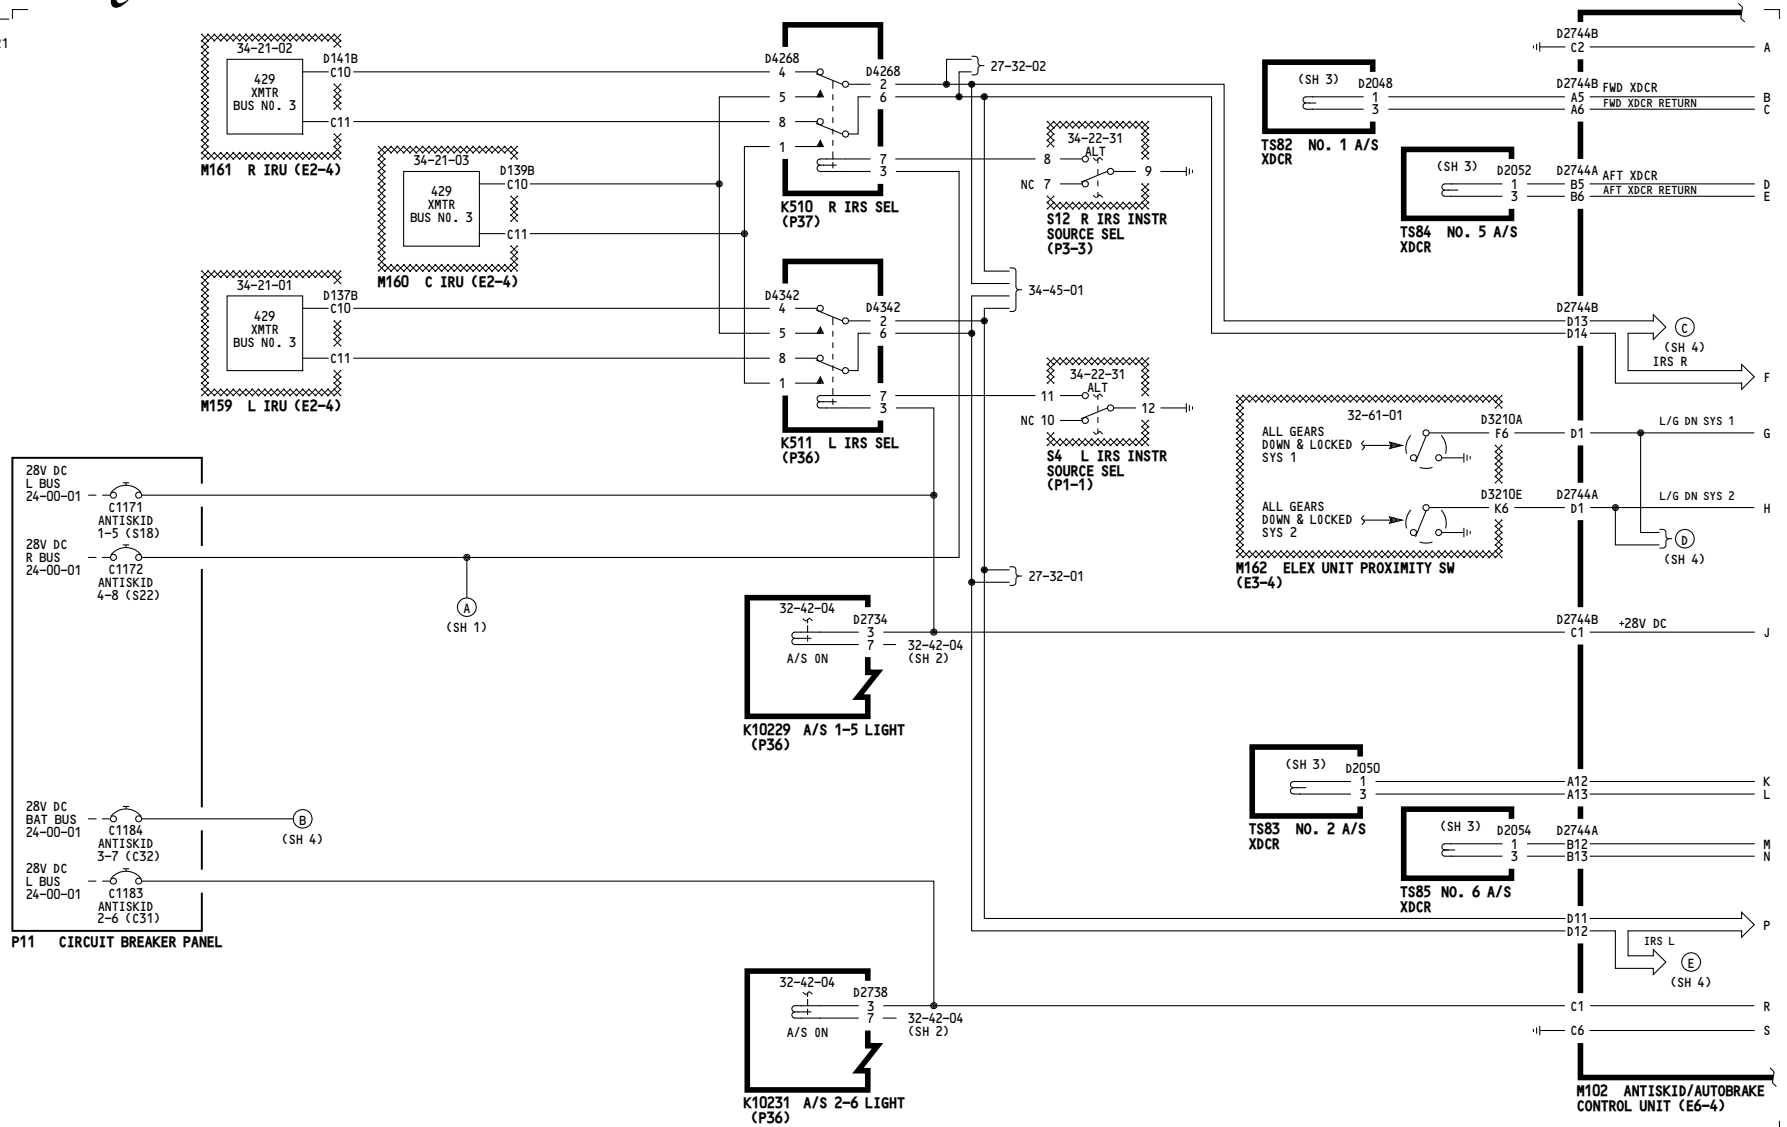 21
34-21-02
429
XMTR
BUS NO. 3
D141B
C10
C11
M161 R IRU (E2-4)
34-21-03
429
XMTR
BUS NO. 3
D139B
C10
C11
M160 C IRU (E2-4)
34-21-01
429
XMTR
BUS NO. 3
D137B
C10
C11
M159 L IRU (E2-4)
D4268
4
5
8
1
D4268
2
6
7
3
K510 R IRS SEL
(P37)
27-32-02
34-22-31
ALT
8
NC 7
9
S12 R IRS INSTR
SOURCE SEL
(P3-3)
D4342
4
5
8
1
D4342
2
6
7
3
K511 L IRS SEL
(P36)
34-45-01
34-22-31
ALT
11
NC 10
12
S4 L IRS INSTR
SOURCE SEL
(P1-1)
27-32-01
28V DC
L BUS
24-00-01
C1171
ANTISKID
1-5 (S18)
28V DC
R BUS
24-00-01
C1172
ANTISKID
4-8 (S22)
A
(SH 1)
28V DC
BAT BUS
24-00-01
C1184
ANTISKID
3-7 (C32)
B
(SH 4)
28V DC
L BUS
24-00-01
C1183
ANTISKID
2-6 (C31)
P11 CIRCUIT BREAKER PANEL
32-42-04
A/S ON
D2734
3
7
32-42-04
(SH 2)
K10229 A/S 1-5 LIGHT
(P36)
32-42-04
A/S ON
D2738
3
7
32-42-04
(SH 2)
K10231 A/S 2-6 LIGHT
(P36)
D2744B
C2
A
(SH 3)
D2048
1
3
TS82 NO. 1 A/S
XDCR
D2744B
A5
A6
FWD XDCR
FWD XDCR RETURN
B
C
(SH 3)
D2052
1
3
TS84 NO. 5 A/S
XDCR
D2744A
B5
B6
AFT XDCR
AFT XDCR RETURN
D
E
D2744B
D13
D14
C
(SH 4)
IRS R
F
32-61-01
ALL GEARS
DOWN & LOCKED
SYS 1
D3210A
F6
D1
L/G DN SYS 1
G
ALL GEARS
DOWN & LOCKED
SYS 2
D3210E
K6
D2744A
D1
L/G DN SYS 2
H
D
(SH 4)
M162 ELEX UNIT PROXIMITY SW
(E3-4)
D2744B
C1
+28V DC
J
(SH 3)
D2050
1
3
TS83 NO. 2 A/S
XDCR
A12
A13
K
L
(SH 3)
D2054
1
3
TS85 NO. 6 A/S
XDCR
D2744A
B12
B13
M
N
D11
D12
P
IRS L
E
(SH 4)
C1
R
C6
S
M102 ANTISKID/AUTOBRAKE
CONTROL UNIT (E6-4)